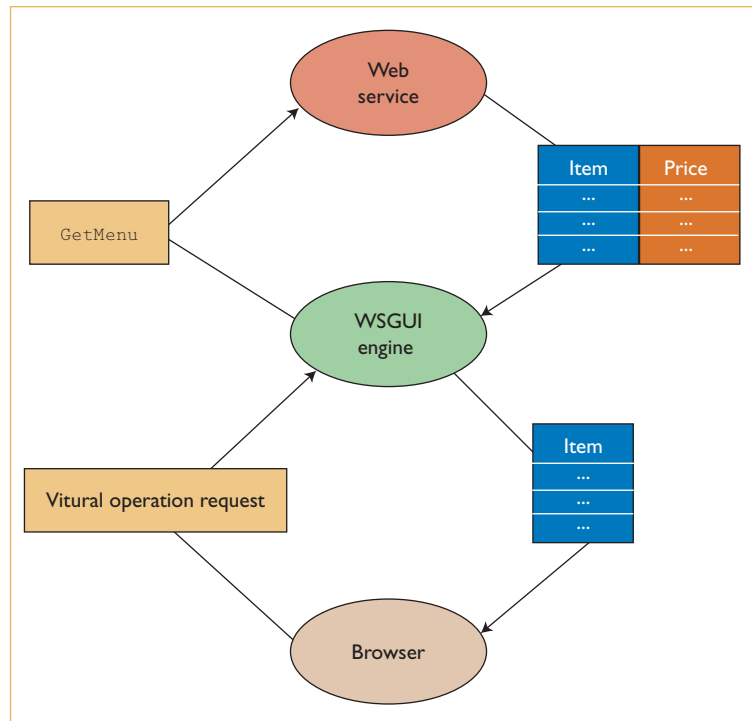 Web
service
Item Price
... ...
... ...
... ...
GetMenu
WSGUI
engine
Item
...
...
...
Vitural operation request
Browser